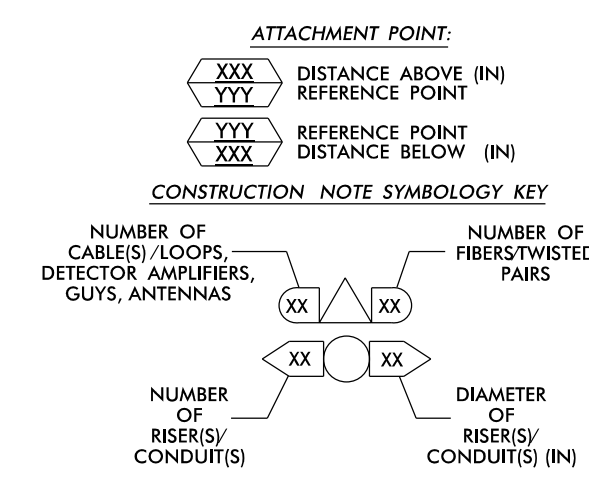 ATTACHMENT POINT:
XXX DISTANCE ABOVE (IN)
YYY REFERENCE POINT
YYY REFERENCE POINT
XXX DISTANCE BELOW (IN)
CONSTRUCTION NOTE SYMBOLOGY KEY
NUMBER OF
CABLE(S)/LOOPS,
DETECTOR AMPLIFIERS,
GUYS, ANTENNAS
NUMBER OF
FIBERS/TWISTED
PAIRS
XX XX
XX XX
NUMBER
OF
RISER(S)/
CONDUIT(S)
DIAMETER
OF
RISER(S)/
CONDUIT(S) (IN)